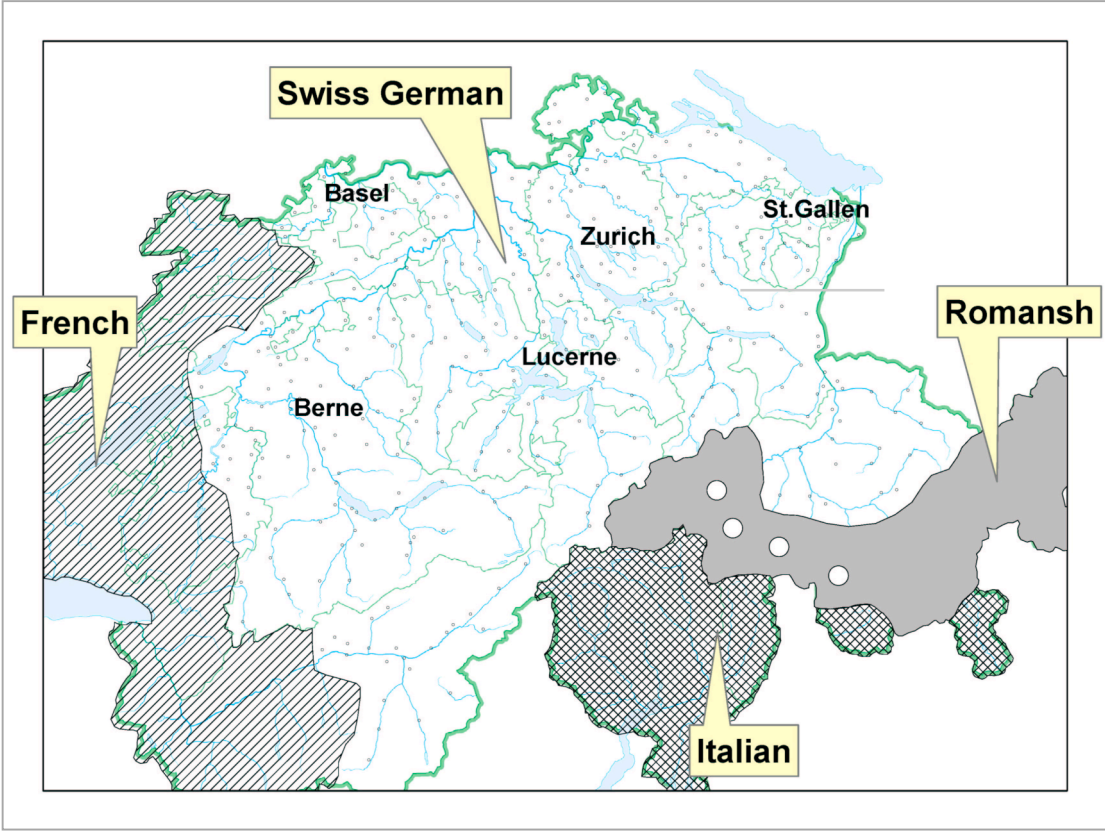 Swiss German
Basel
St.Gallen
Zurich
French
Romansh
Lucerne
Berne
Italian